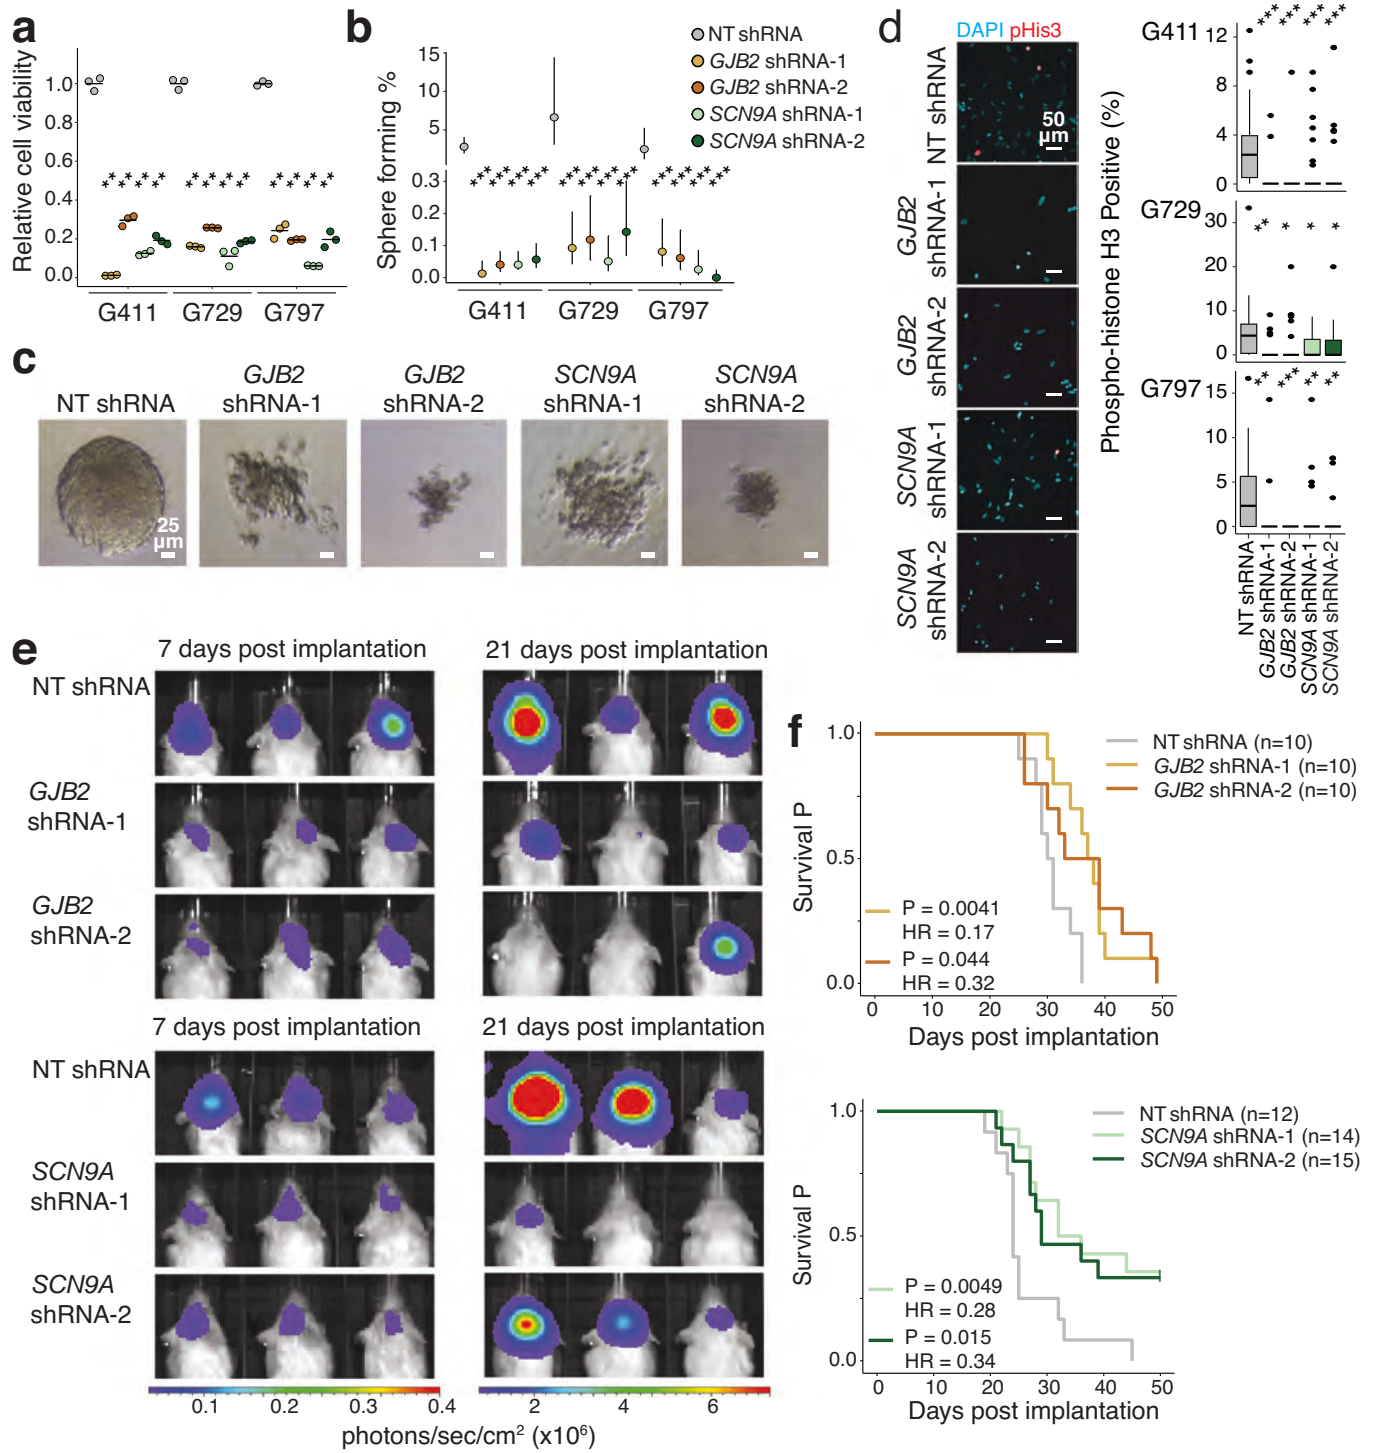 a
Relative cell viability
1.0
0.8
0.6
0.4
0.2
0.0
** ** ** ** ** ** ** ** ** ** ** **
G411 G729 G797
b
Sphere forming %
15
10
5
0.3
0.2
0.1
0.0
*** *** *** *** *** *** *** *** *** *** *** ***
G411 G729 G797
NT shRNA
GJB2 shRNA-1
GJB2 shRNA-2
SCN9A shRNA-1
SCN9A shRNA-2
c
NT shRNA
GJB2
shRNA-1
GJB2
shRNA-2
SCN9A
shRNA-1
SCN9A
shRNA-2
25
µm
d
DAPI pHis3
NT shRNA
50
µm
GJB2
shRNA-1
GJB2
shRNA-2
SCN9A
shRNA-1
SCN9A
shRNA-2
Phospho-histone H3 Positive (%)
G411
*** *** *** ***
12
8
4
0
G729
** * * *
30
20
10
0
G797
** *** ** **
15
10
5
0
NT shRNA
GJB2 shRNA-1
GJB2 shRNA-2
SCN9A shRNA-1
SCN9A shRNA-2
e
7 days post implantation
21 days post implantation
NT shRNA
GJB2
shRNA-1
GJB2
shRNA-2
7 days post implantation
21 days post implantation
NT shRNA
SCN9A
shRNA-1
SCN9A
shRNA-2
0.1 0.2 0.3 0.4
2 4 6
photons/sec/cm² (x10⁶)
f
Survival P
1.0
0.5
0.0
NT shRNA (n=10)
GJB2 shRNA-1 (n=10)
GJB2 shRNA-2 (n=10)
P = 0.0041
HR = 0.17
P = 0.044
HR = 0.32
0 10 20 30 40 50
Days post implantation
Survival P
1.0
0.5
0.0
NT shRNA (n=12)
SCN9A shRNA-1 (n=14)
SCN9A shRNA-2 (n=15)
P = 0.0049
HR = 0.28
P = 0.015
HR = 0.34
0 10 20 30 40 50
Days post implantation